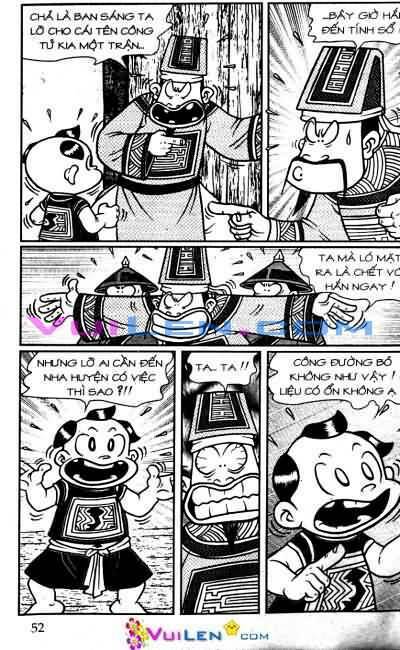 CHẢ LÀ BAN SÁNG TA
LỠ CHO CÁI TÊN CÔNG
TỬ KIA MỘT TRẬN...
...BÂY GIỜ HẮN
ĐẾN TÍNH SỔ
TA MÀ LÓ MẶT
RA LÀ CHẾT VỚI
HẮN NGAY !
VUILEN.COM
NHƯNG LỠ AI CẦN ĐẾN
NHA HUYỆN CÓ VIỆC
THÌ SAO ?!!
TA... TA !!
CÔNG ĐƯỜNG BỎ
KHÔNG NHƯ VẬY !
LIỆU CÓ ỔN KHÔNG Ạ
52
VUILEN.COM